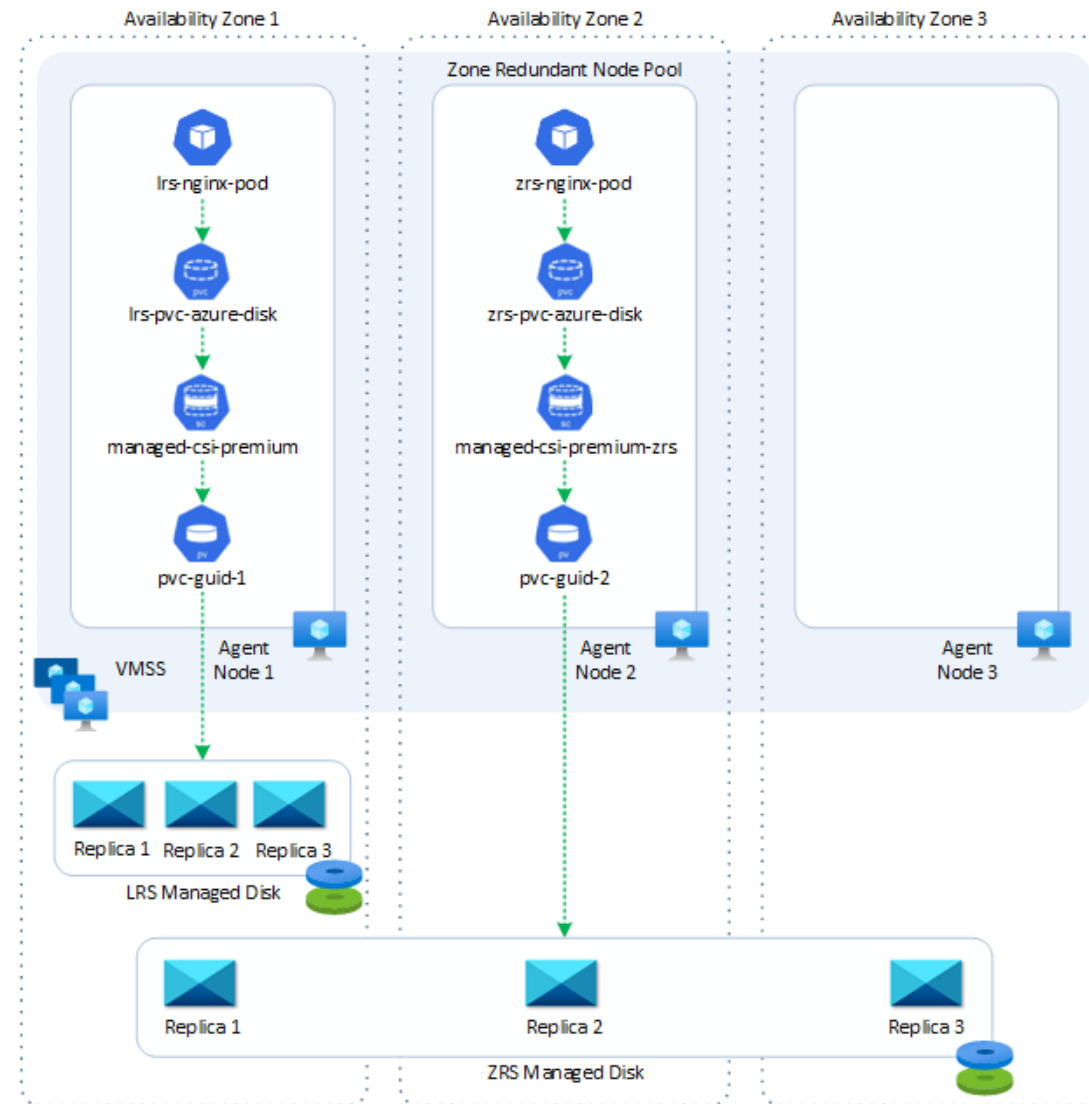 Availability Zone 1
Availability Zone 2
Availability Zone 3
Zone Redundant Node Pool
lrs-nginx-pod
zrs-nginx-pod
pvc
pvc
lrs-pvc-azure-disk
zrs-pvc-azure-disk
sc
sc
managed-csi-premium
managed-csi-premium-zrs
pv
pv
pvc-guid-1
pvc-guid-2
VMSS
Agent
Node 1
Agent
Node 2
Agent
Node 3
Replica 1
Replica 2
Replica 3
LRS Managed Disk
Replica 1
Replica 2
Replica 3
ZRS Managed Disk